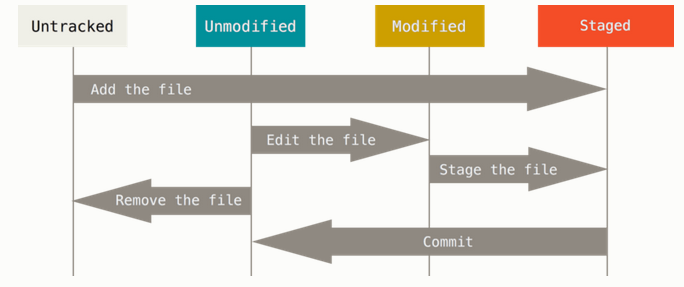 Untracked
Unmodified
Modified
Staged
Add the file
Edit the file
Stage the file
Remove the file
Commit